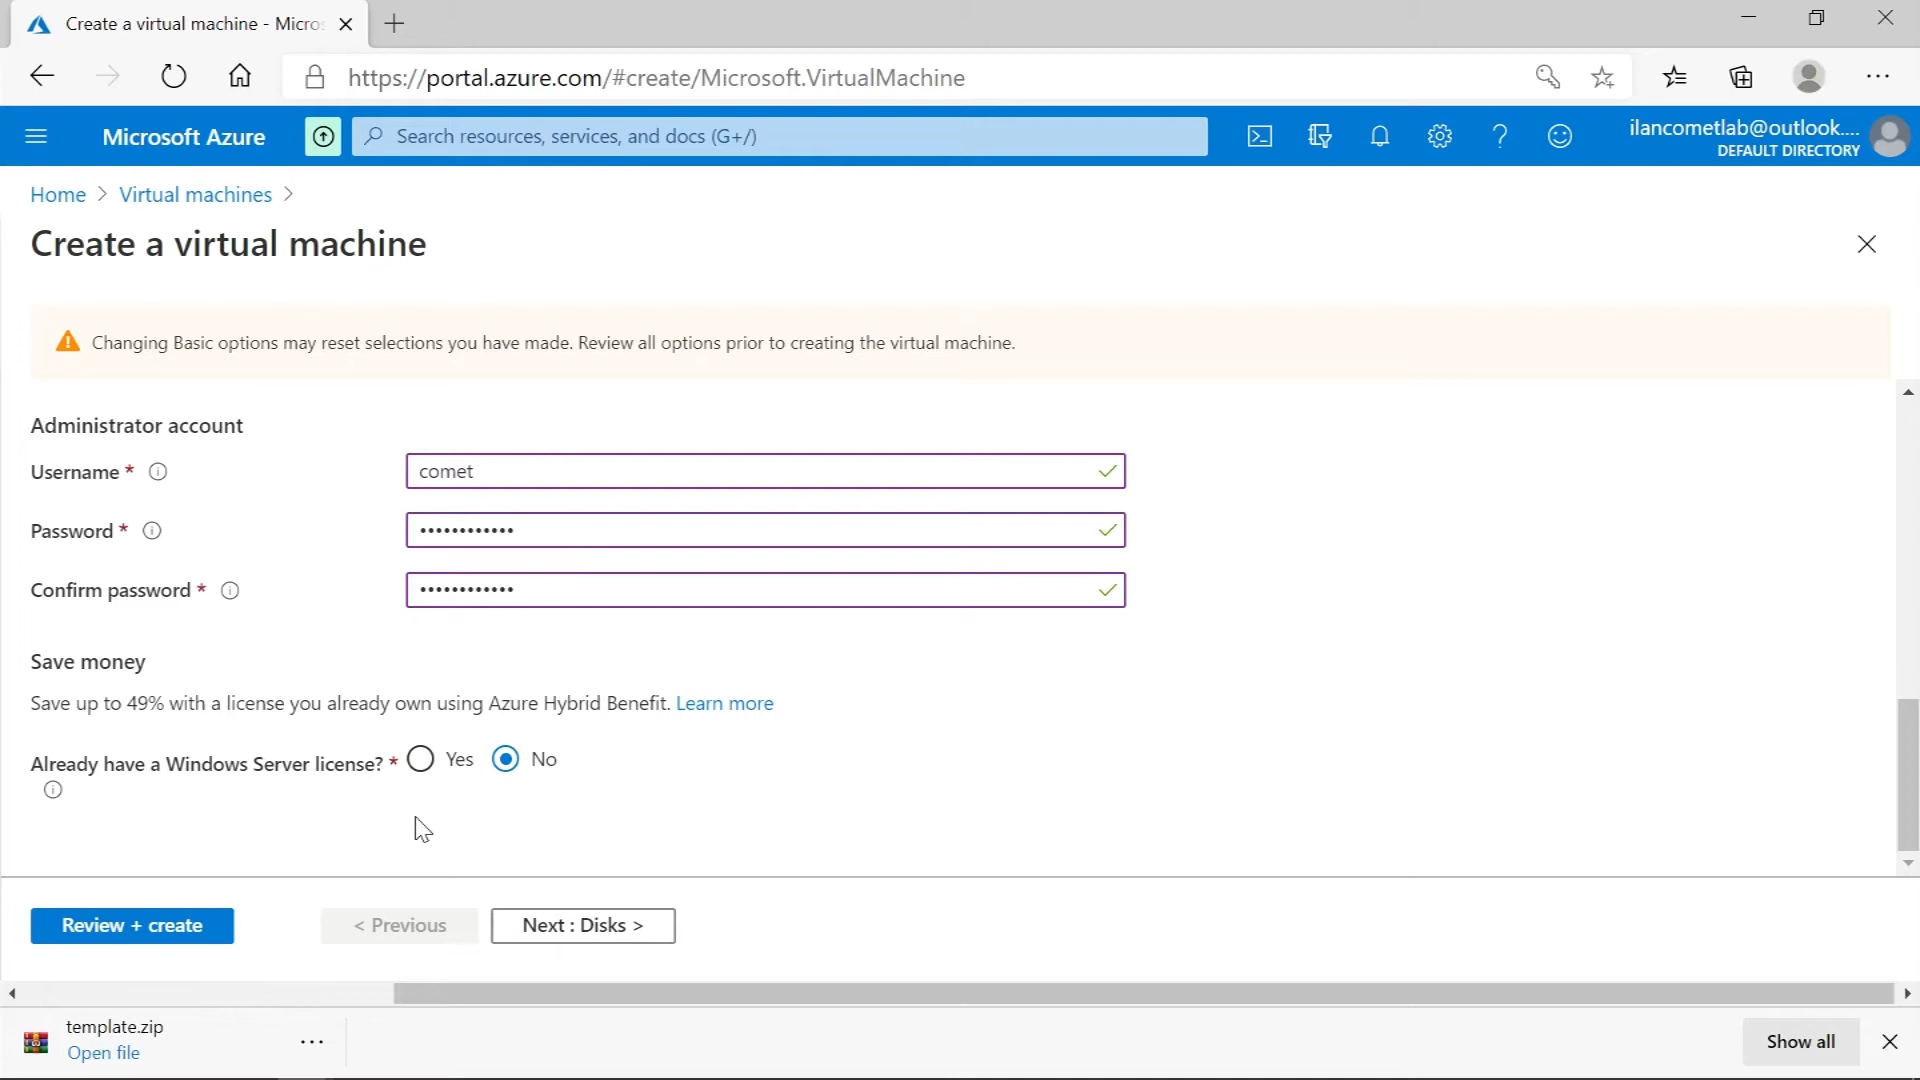 Create a virtual machine - Micros
https://portal.azure.com/#create/Microsoft.VirtualMachine
Microsoft Azure
Search resources, services, and docs (G+/)
ilancometlab@outlook....
DEFAULT DIRECTORY
Home > Virtual machines >
Create a virtual machine
Changing Basic options may reset selections you have made. Review all options prior to creating the virtual machine.
Administrator account
Username *
comet
Password *
••••••••••••
Confirm password *
••••••••••••
Save money
Save up to 49% with a license you already own using Azure Hybrid Benefit. Learn more
Already have a Windows Server license? * Yes No
Review + create
< Previous
Next : Disks >
template.zip
Open file
Show all